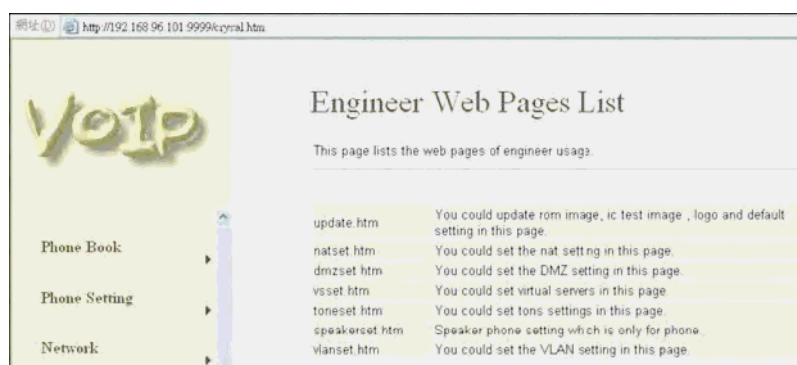 網址(D) http://192.168.96.101:9999/cryral.htm
VOIP
Engineer Web Pages List
This page lists the web pages of engineer usage.
Phone Book
Phone Setting
Network
update.htm You could update rom image, ic test image , logo and default
setting in this page.
natset.htm You could set the nat setting in this page.
dmzset.htm You could set the DMZ setting in this page.
vsset.htm You could set virtual servers in this page.
toneset.htm You could set tons settings in this page.
speakerset.htm Speaker phone setting which is only for phone.
vlanset.htm You could set the VLAN setting in this page.